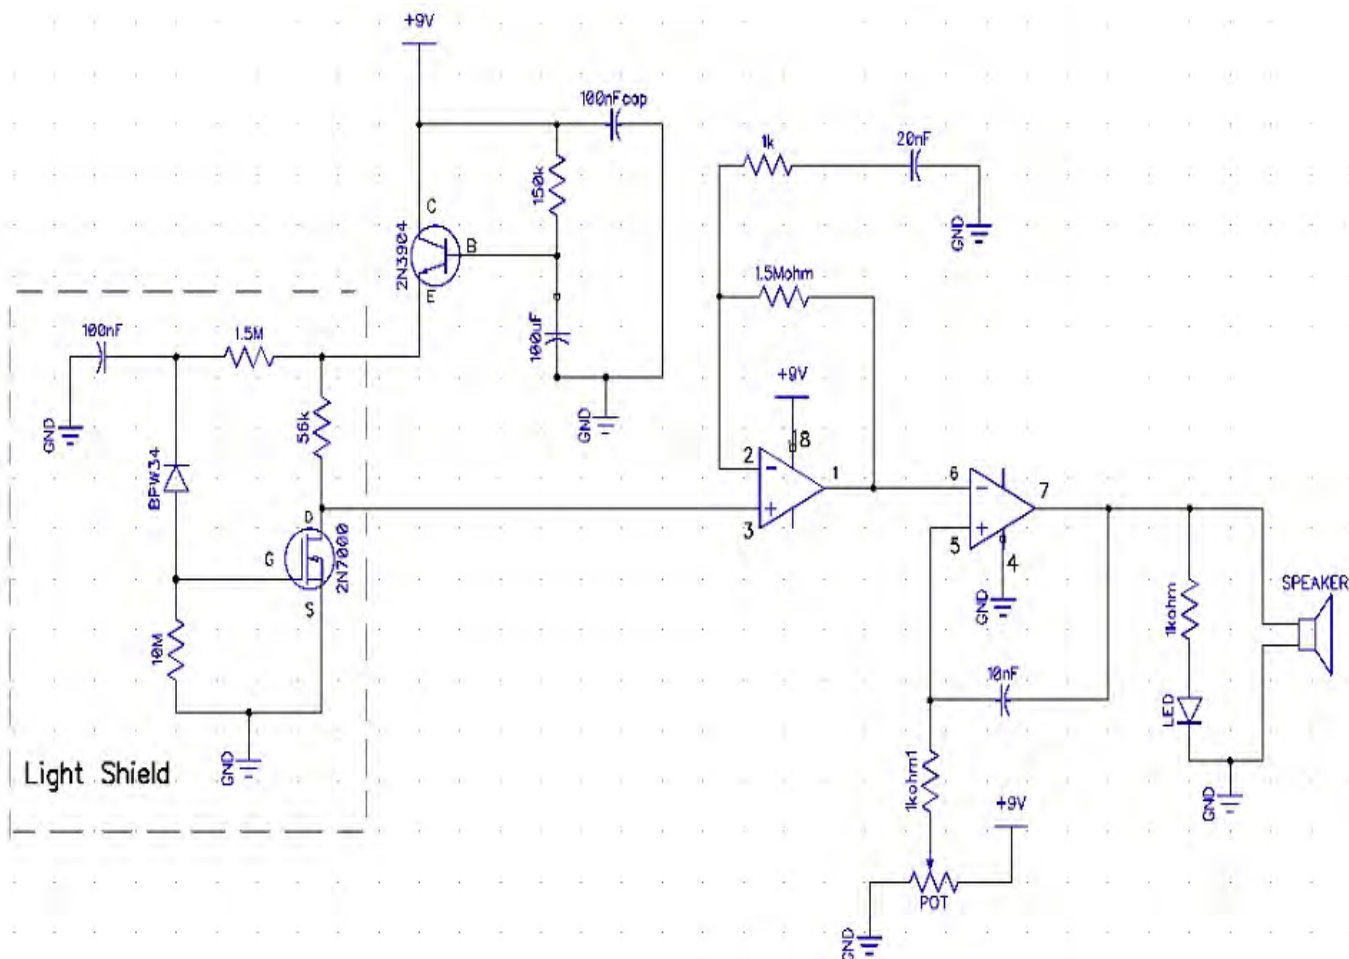 +9V
100nFcap
1k
20nF
150k
C
2N3904
B
E
GND
1.5Mohm
100uF
100nF
1.5M
+9V
GND
56k
GND
8
2
1
6
7
BPW34
D
3
5
G
2N7000
4
SPEAKER
S
GND
1kohm
10M
10nF
LED
Light Shield
GND
1kohm1
+9V
GND
POT
GND